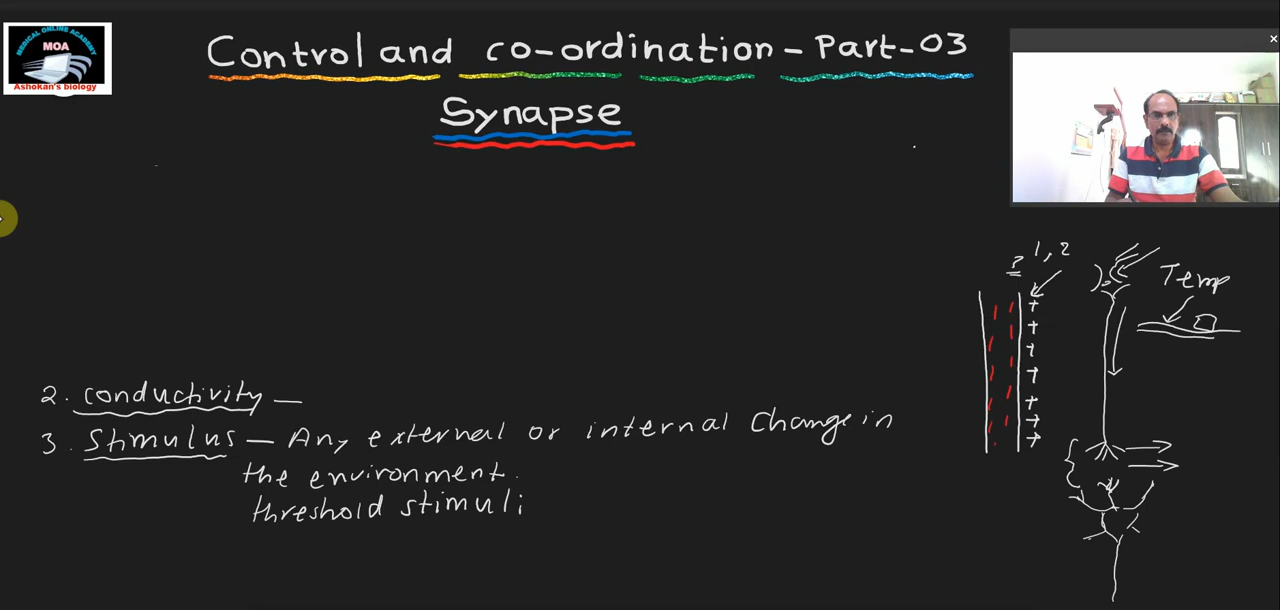 MEDICAL ONLINE ACADEMY
MOA
Ashokan's biology
Control and co-ordination - Part-03
Synapse
? 1, 2
Temp
2. conductivity —
3. Stimulus — Any external or internal change in
the environment.
threshold stimuli